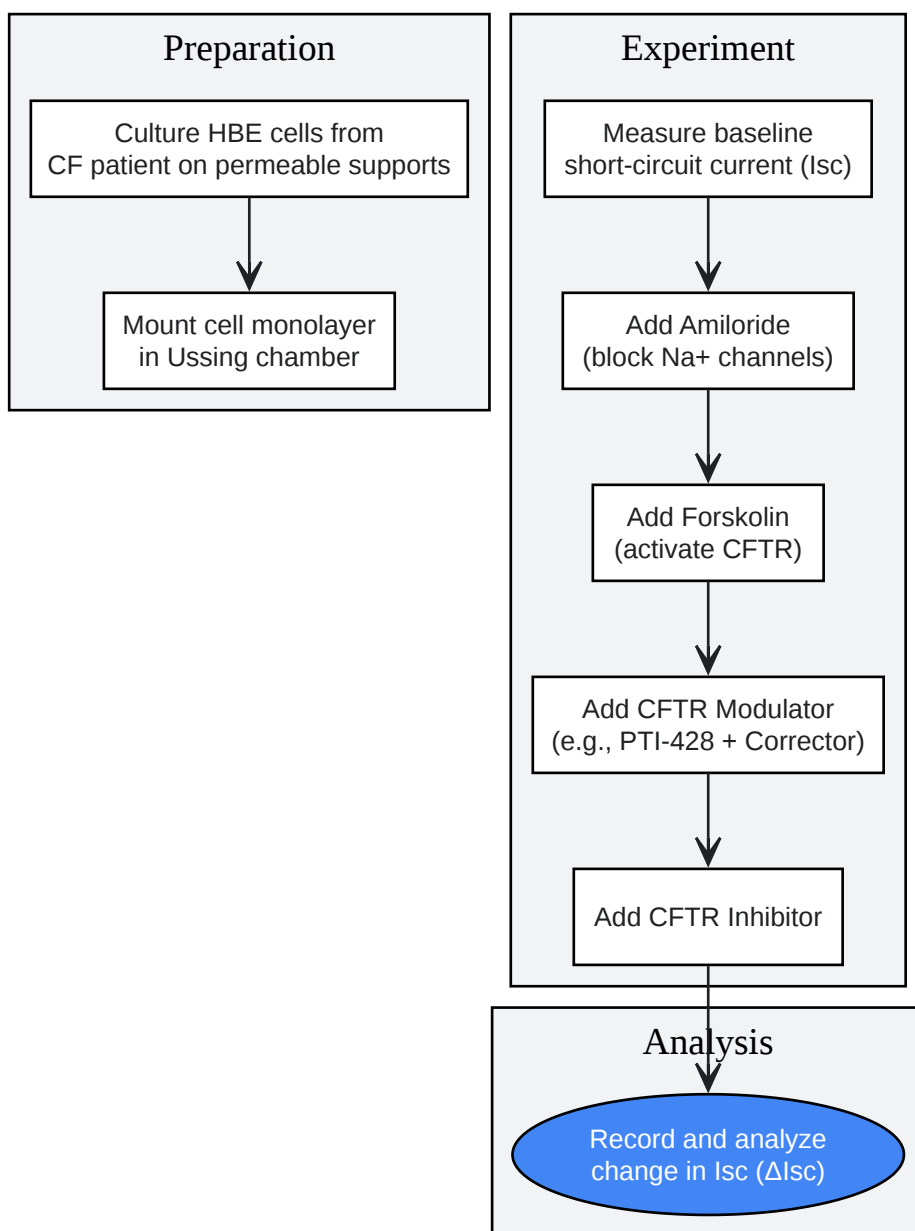 Preparation
Culture HBE cells from
CF patient on permeable supports
Mount cell monolayer
in Ussing chamber
Experiment
Measure baseline
short-circuit current (Isc)
Add Amiloride
(block Na+ channels)
Add Forskolin
(activate CFTR)
Add CFTR Modulator
(e.g., PTI-428 + Corrector)
Add CFTR Inhibitor
Analysis
Record and analyze
change in Isc (ΔIsc)